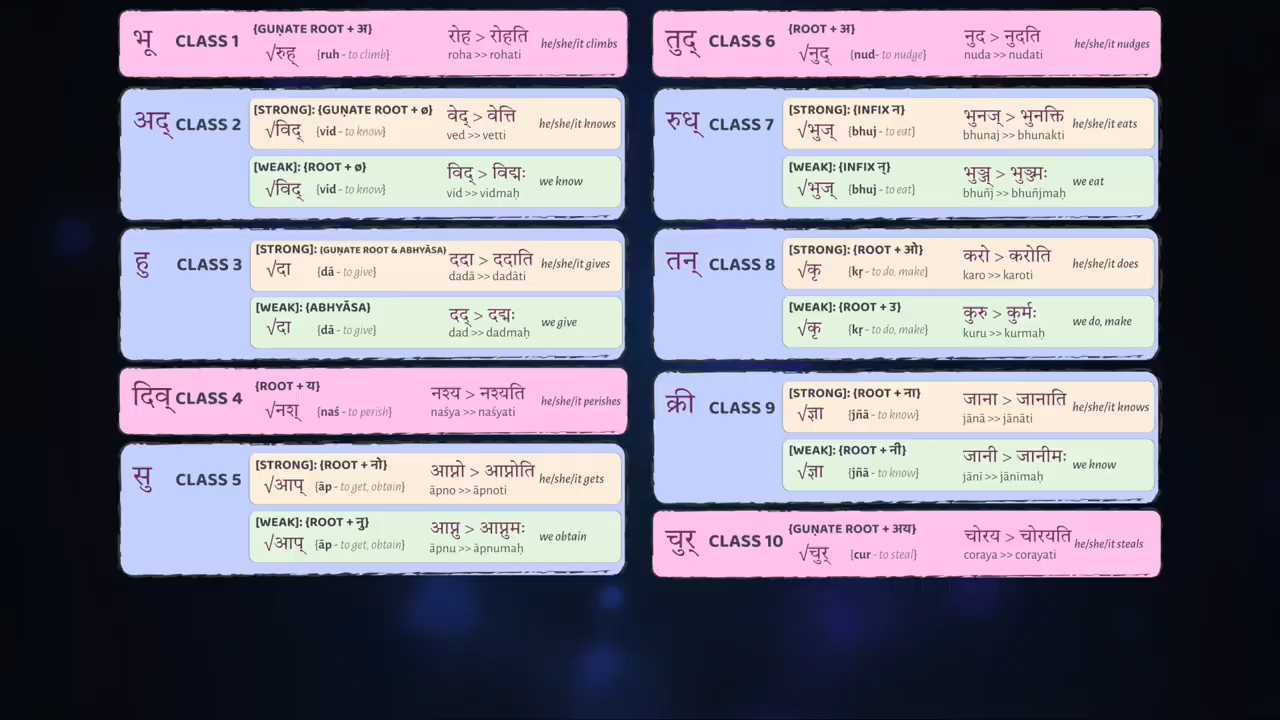 भू CLASS 1
{GUṆATE ROOT + अ}
√रुह् {ruh - to climb}
रोह > रोहति
roha >> rohati
he/she/it climbs
अद् CLASS 2
[STRONG]: {GUṆATE ROOT + ø}
√विद् {vid - to know}
वेद् > वेत्ति
ved >> vetti
he/she/it knows
[WEAK]: {ROOT + ø}
√विद् {vid - to know}
विद् > विद्मः
vid >> vidmaḥ
we know
हु CLASS 3
[STRONG]: {GUṆATE ROOT & ABHYĀSA}
√दा {dā - to give}
ददा > ददाति
dadā >> dadāti
he/she/it gives
[WEAK]: {ABHYĀSA}
√दा {dā - to give}
दद् > दद्मः
dad >> dadmaḥ
we give
दिव् CLASS 4
{ROOT + य}
√नश् {naś - to perish}
नश्य > नश्यति
naśya >> naśyati
he/she/it perishes
सु CLASS 5
[STRONG]: {ROOT + नो}
√आप् {āp - to get, obtain}
आप्नो > आप्नोति
āpno >> āpnoti
he/she/it gets
[WEAK]: {ROOT + नु}
√आप् {āp - to get, obtain}
आप्नु > आप्नुमः
āpnu >> āpnumaḥ
we obtain
तुद् CLASS 6
{ROOT + अ}
√नुद् {nud- to nudge}
नुद > नुदति
nuda >> nudati
he/she/it nudges
रुध् CLASS 7
[STRONG]: {INFIX न}
√भुज् {bhuj - to eat}
भुनज् > भुनक्ति
bhunaj >> bhunakti
he/she/it eats
[WEAK]: {INFIX न्}
√भुज् {bhuj - to eat}
भुञ्ज् > भुञ्ज्मः
bhuñj >> bhuñjmaḥ
we eat
तन् CLASS 8
[STRONG]: {ROOT + ओ}
√कृ {kṛ - to do, make}
करो > करोति
karo >> karoti
he/she/it does
[WEAK]: {ROOT + उ}
√कृ {kṛ - to do, make}
कुरु > कुर्मः
kuru >> kurmaḥ
we do, make
क्री CLASS 9
[STRONG]: {ROOT + ना}
√ज्ञा {jñā - to know}
जाना > जानाति
jānā >> jānāti
he/she/it knows
[WEAK]: {ROOT + नी}
√ज्ञा {jñā - to know}
जानी > जानीमः
jānī >> jānīmaḥ
we know
चुर् CLASS 10
{GUṆATE ROOT + अय}
√चुर् {cur - to steal}
चोरय > चोरयति
coraya >> corayati
he/she/it steals